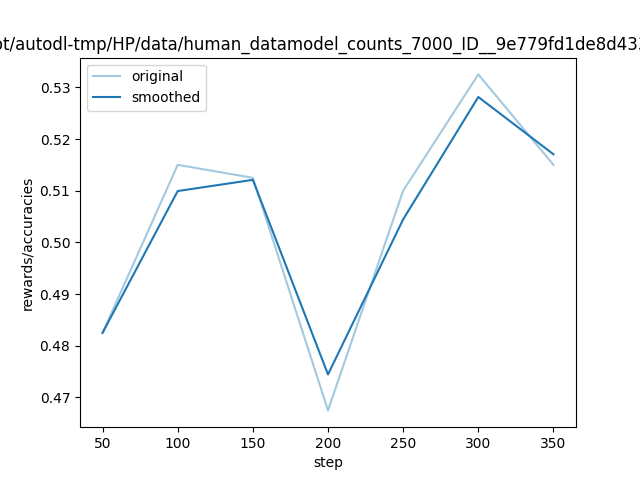 autodl-tmp/HP/data/human_datamodel_counts_7000_ID__9e779fd1de8d43
original
smoothed
0.53
0.52
0.51
0.50
0.49
0.48
0.47
rewards/accuracies
50 100 150 200 250 300 350
step